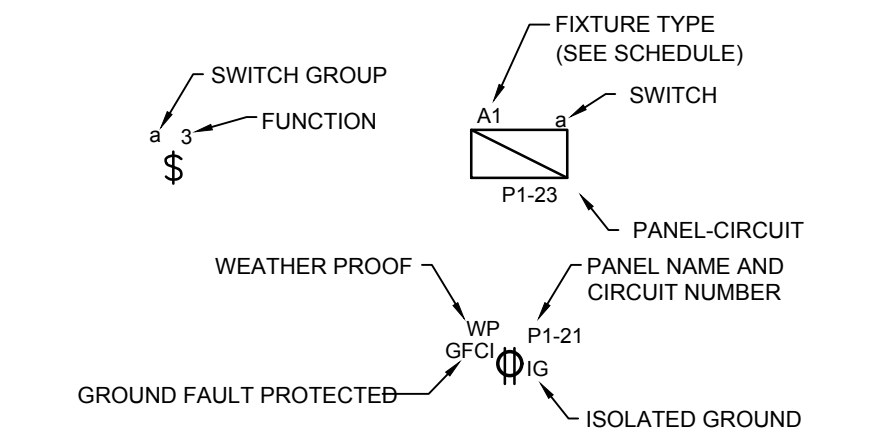 FIXTURE TYPE
(SEE SCHEDULE)
SWITCH GROUP
SWITCH
FUNCTION
A1
a
a 3
$
P1-23
PANEL-CIRCUIT
WEATHER PROOF
PANEL NAME AND
CIRCUIT NUMBER
WP
P1-21
GFCI
IG
GROUND FAULT PROTECTED
ISOLATED GROUND